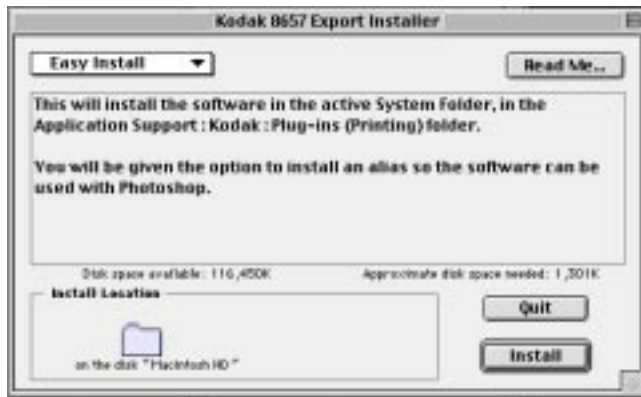 Kodak 8657 Export Installer
Easy Install
Read Me...
This will install the software in the active System Folder, in the
Application Support : Kodak : Plug-ins (Printing) folder.
You will be given the option to install an alias so the software can be
used with Photoshop.
Disk space available: 116,450K
Approximate disk space needed: 1,301K
Install Location
on the disk "Macintosh HD"
Quit
Install